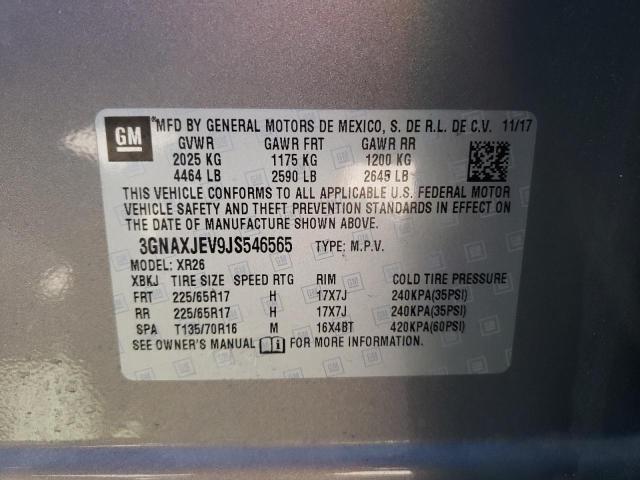 GM ® MFD BY GENERAL MOTORS DE MEXICO, S. DE R.L. DE C.V. 11/17
GVWR GAWR FRT GAWR RR
2025 KG 1175 KG 1200 KG
4464 LB 2590 LB 2645 LB
THIS VEHICLE CONFORMS TO ALL APPLICABLE U.S. FEDERAL MOTOR
VEHICLE SAFETY AND THEFT PREVENTION STANDARDS IN EFFECT ON
THE DATE OF MANUFACTURE SHOWN ABOVE.
3GNAXJEV9JS546565 TYPE: M.P.V.
MODEL: XR26
XBKJ TIRE SIZE SPEED RTG RIM COLD TIRE PRESSURE
FRT 225/65R17 H 17X7J 240KPA(35PSI)
RR 225/65R17 H 17X7J 240KPA(35PSI)
SPA T135/70R16 M 16X4BT 420KPA(60PSI)
SEE OWNER'S MANUAL FOR MORE INFORMATION.